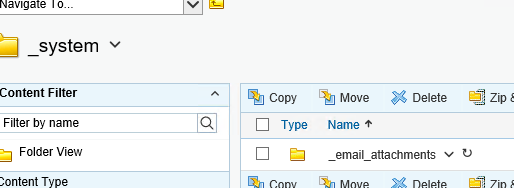 Navigate To...
_system
Content Filter
Filter by name
Folder View
Content Type
Copy Move Delete Zip &
Type Name
_email_attachments
Copy Move Delete Zip &